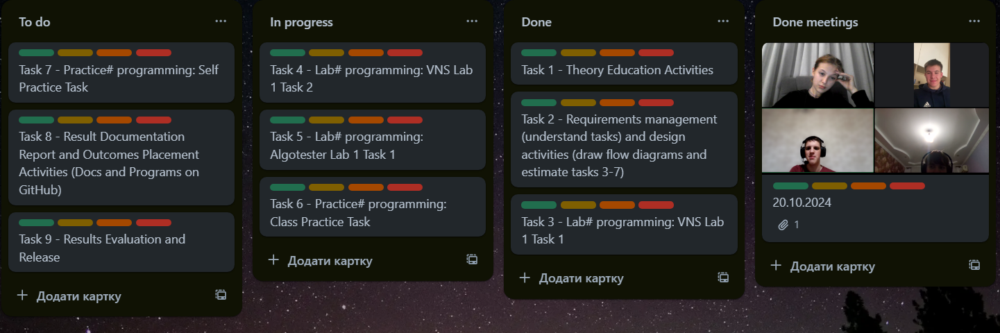 To do
Task 7 - Practice# programming: Self
Practice Task
Task 8 - Result Documentation
Report and Outcomes Placement
Activities (Docs and Programs on
GitHub)
Task 9 - Results Evaluation and
Release
Додати картку
In progress
Task 4 - Lab# programming: VNS Lab
1 Task 2
Task 5 - Lab# programming:
Algotester Lab 1 Task 1
Task 6 - Practice# programming:
Class Practice Task
Додати картку
Done
Task 1 - Theory Education Activities
Task 2 - Requirements management
(understand tasks) and design
activities (draw flow diagrams and
estimate tasks 3-7)
Task 3 - Lab# programming: VNS Lab
1 Task 1
Додати картку
Done meetings
20.10.2024
1
Додати картку